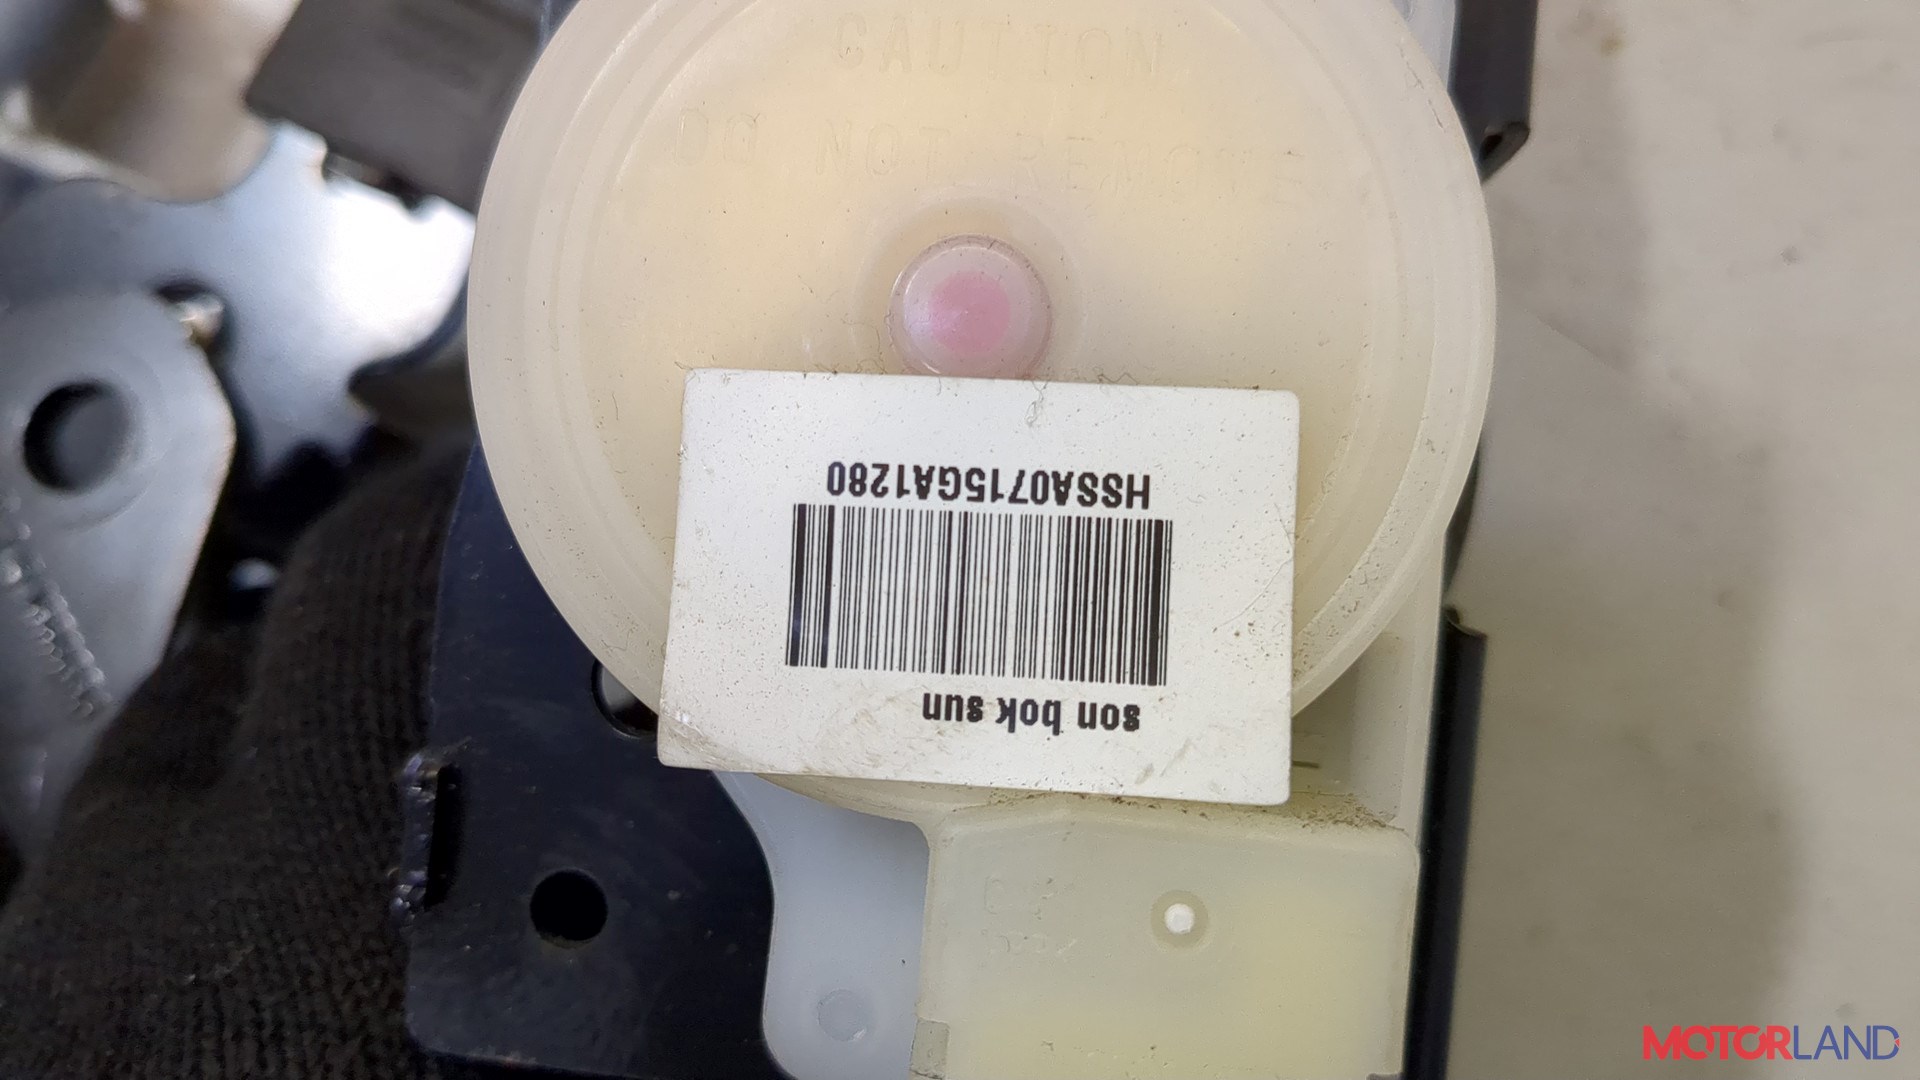 CAUTION
DO NOT REMOVE
son bok sun
HSSA0715GA1280
MOTORLAND